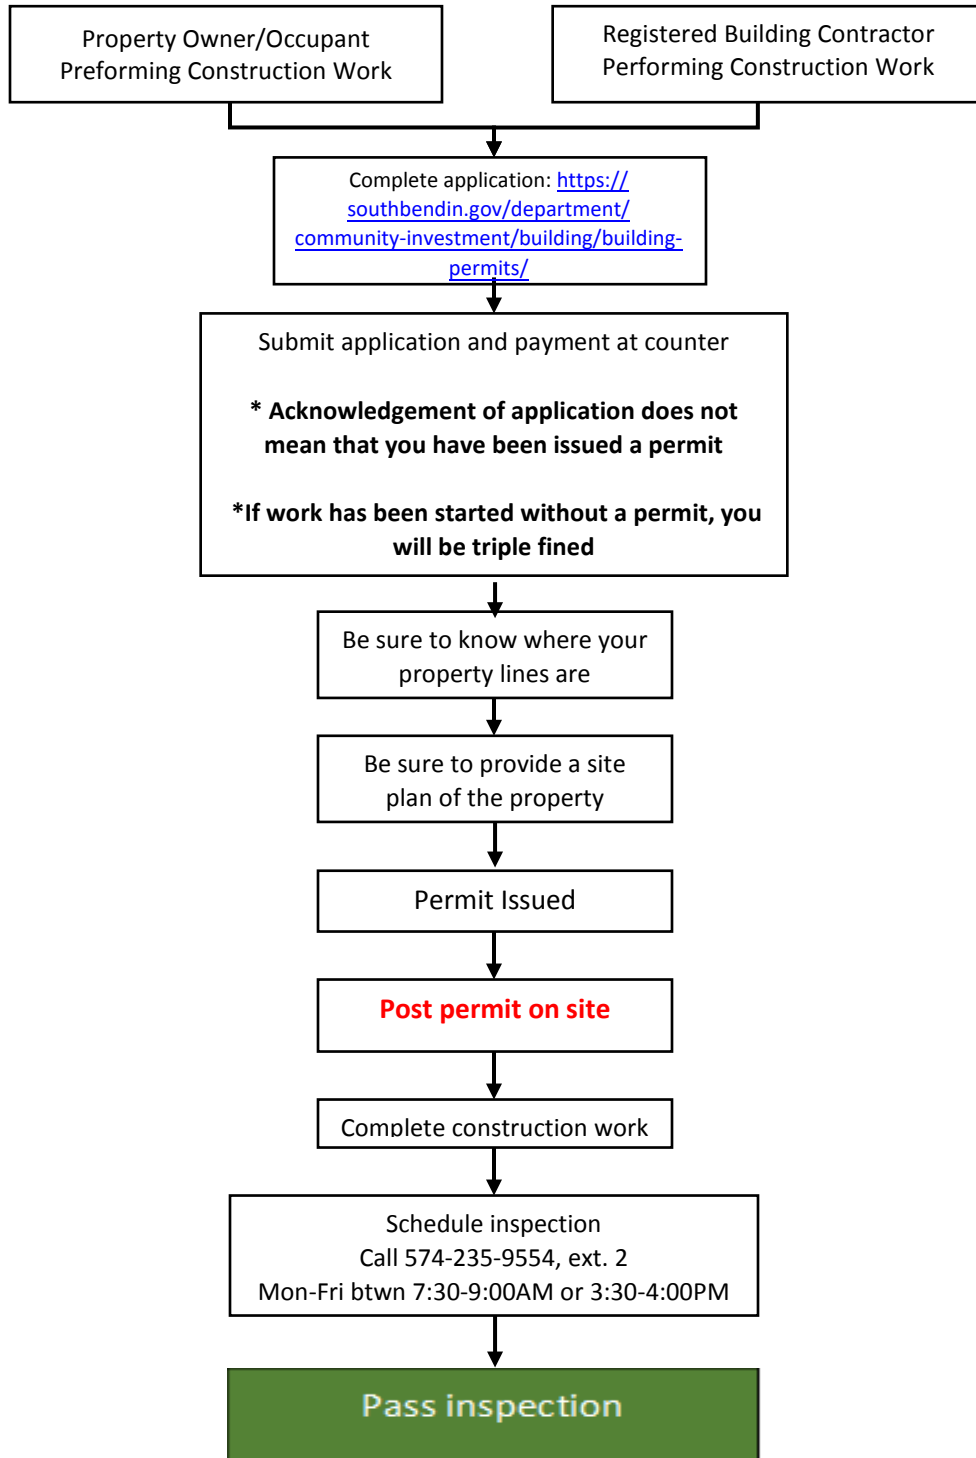 Property Owner/Occupant
Preforming Construction Work
Registered Building Contractor
Performing Construction Work
Complete application: https://
southbendin.gov/department/
community-investment/building/building-
permits/
Submit application and payment at counter
* Acknowledgement of application does not
mean that you have been issued a permit
*If work has been started without a permit, you
will be triple fined
Be sure to know where your
property lines are
Be sure to provide a site
plan of the property
Permit Issued
Post permit on site
Complete construction work
Schedule inspection
Call 574-235-9554, ext. 2
Mon-Fri btwn 7:30-9:00AM or 3:30-4:00PM
Pass inspection